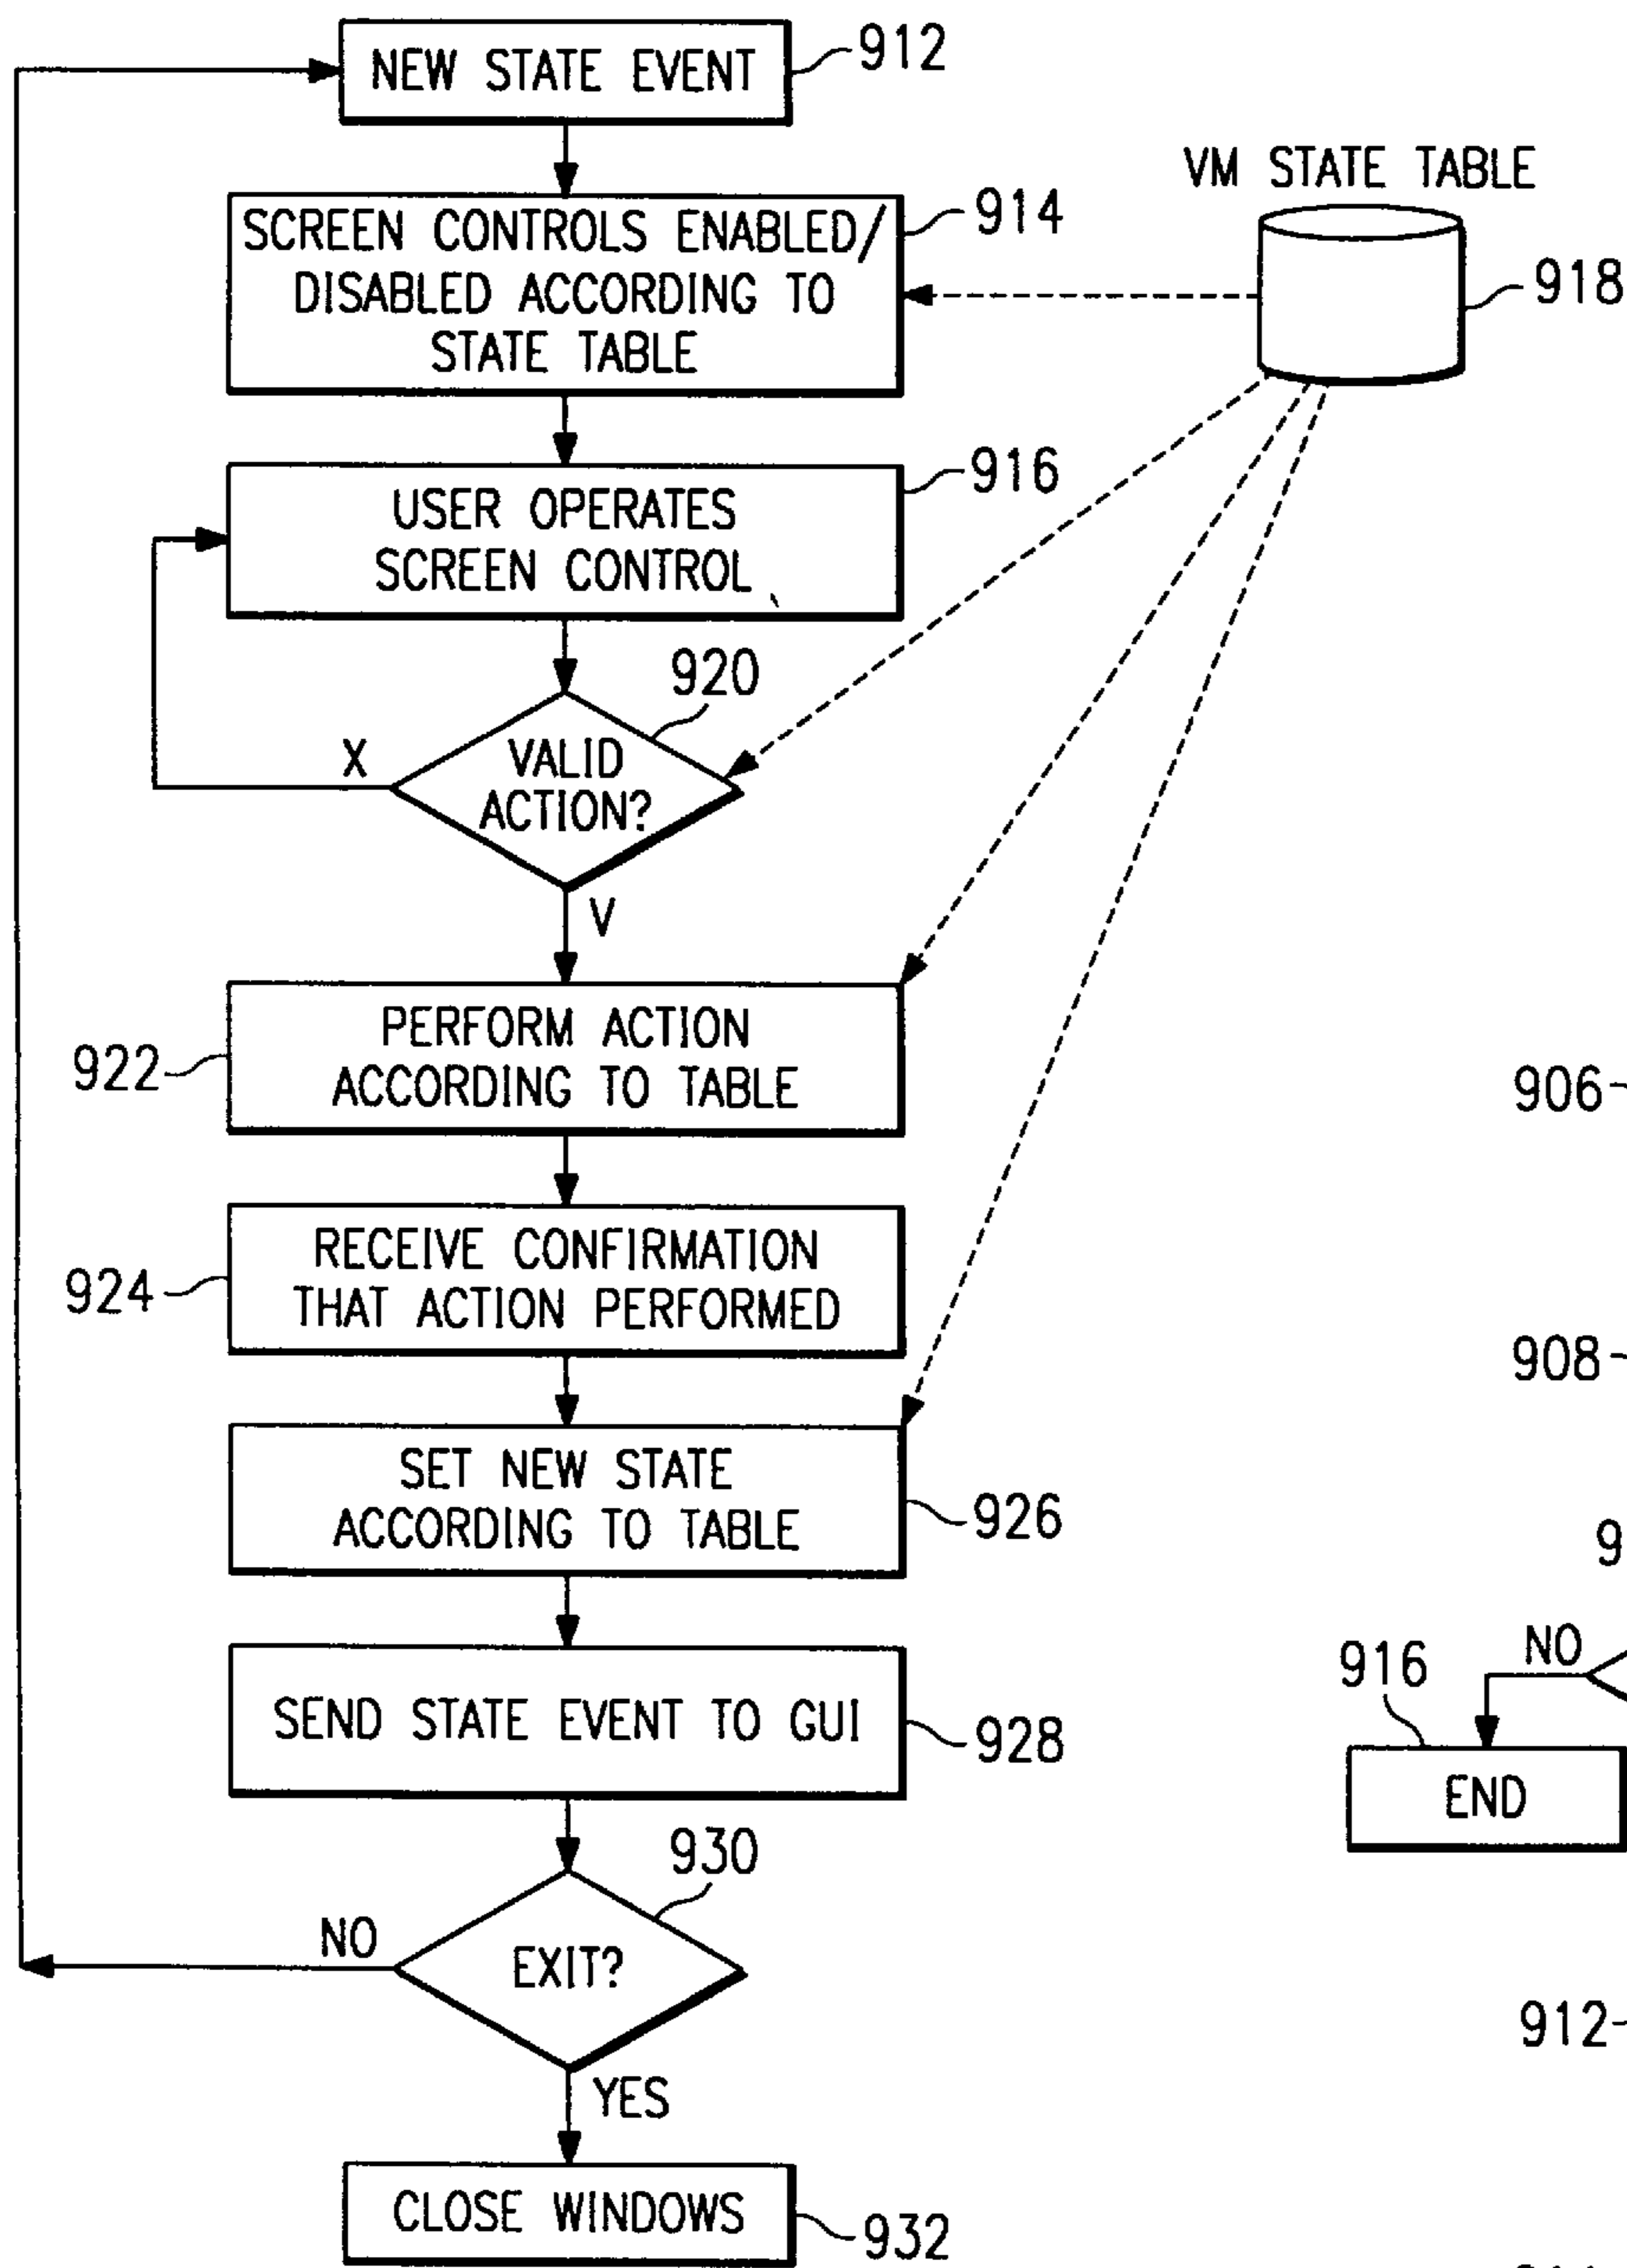 NEW STATE EVENT
912
SCREEN CONTROLS ENABLED/
DISABLED ACCORDING TO
STATE TABLE
914
VM STATE TABLE
918
USER OPERATES
SCREEN CONTROL
916
920
VALID
ACTION?
X
V
PERFORM ACTION
ACCORDING TO TABLE
922
RECEIVE CONFIRMATION
THAT ACTION PERFORMED
924
SET NEW STATE
ACCORDING TO TABLE
926
SEND STATE EVENT TO GUI
928
930
EXIT?
NO
YES
CLOSE WINDOWS
932
906
908
9
NO
916
END
912